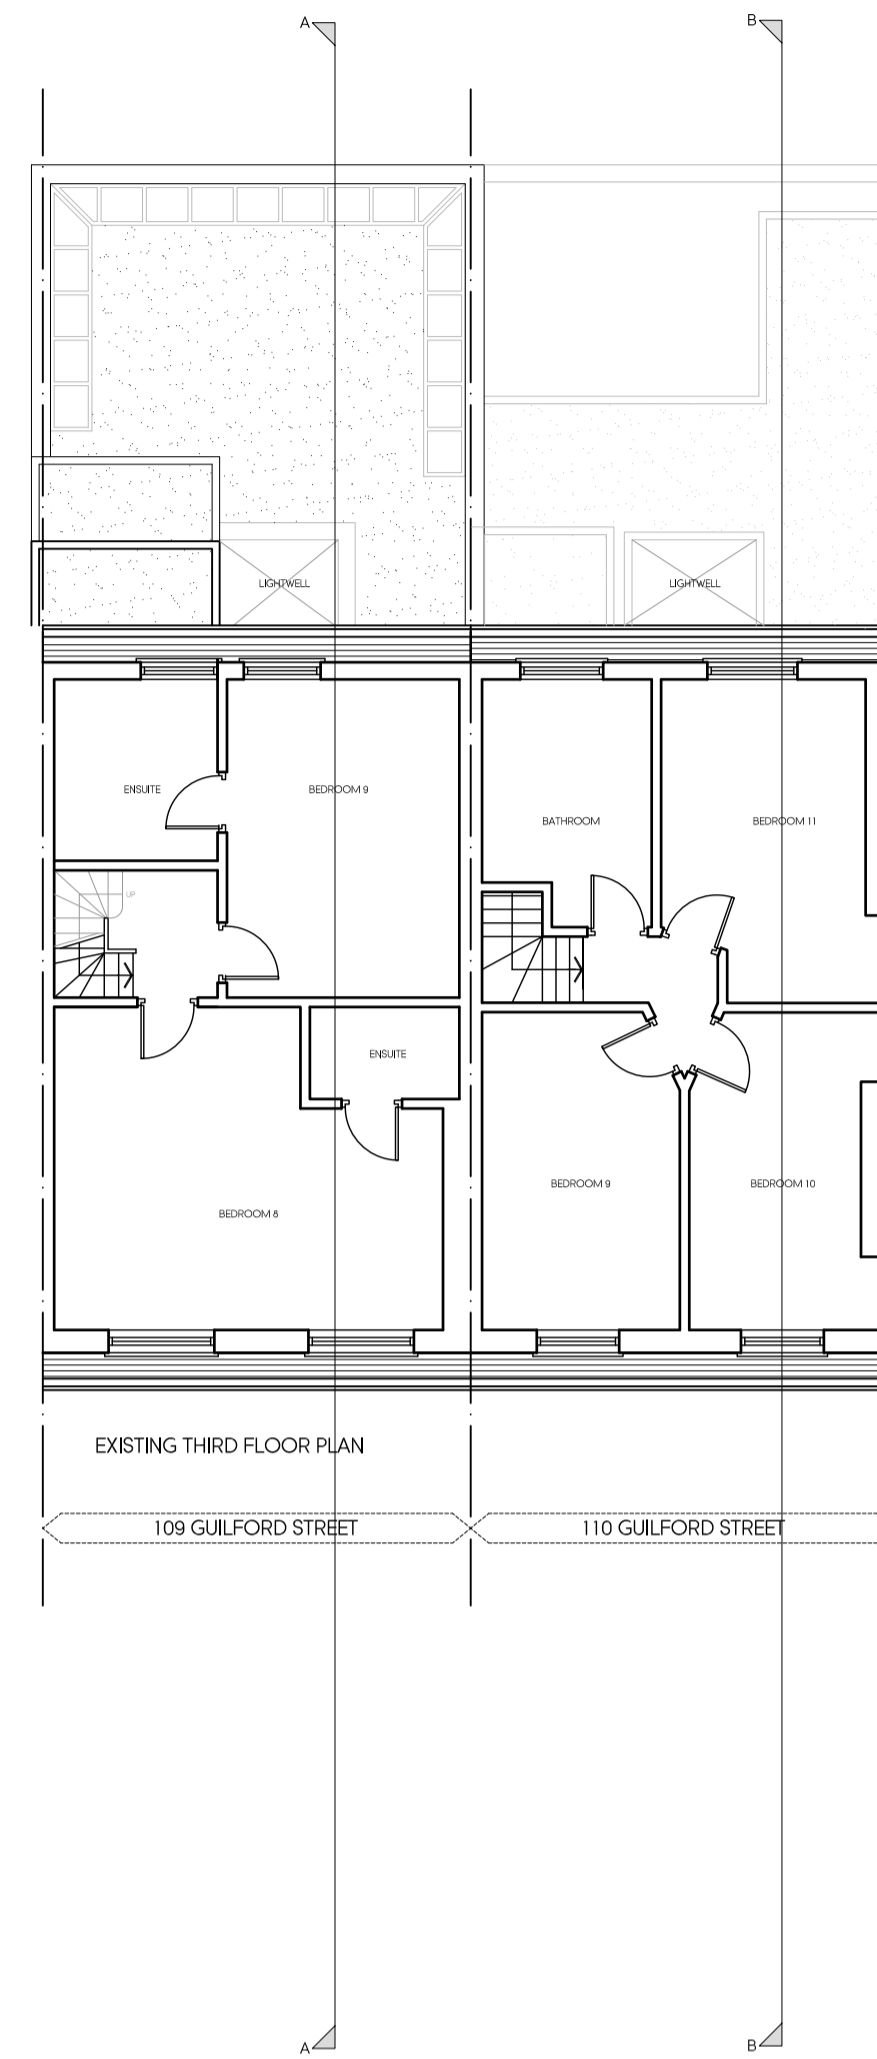 A
B
LIGHTWELL
LIGHTWELL
ENSUITE
BEDROOM 9
BATHROOM
BEDROOM 11
UP
ENSUITE
BEDROOM 9
BEDROOM 10
BEDROOM 8
EXISTING THIRD FLOOR PLAN
109 GUILFORD STREET
110 GUILFORD STREET
A
B